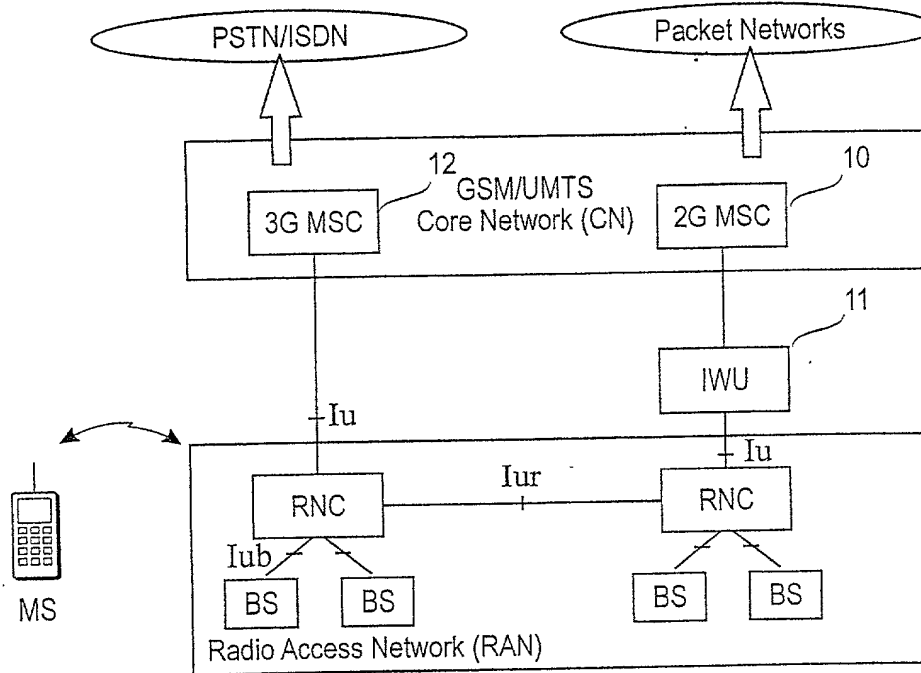 PSTN/ISDN
Packet Networks
12
10
GSM/UMTS
Core Network (CN)
3G MSC
2G MSC
11
IWU
Iu
Iu
Iur
RNC
RNC
Iub
BS
BS
BS
BS
MS
Radio Access Network (RAN)